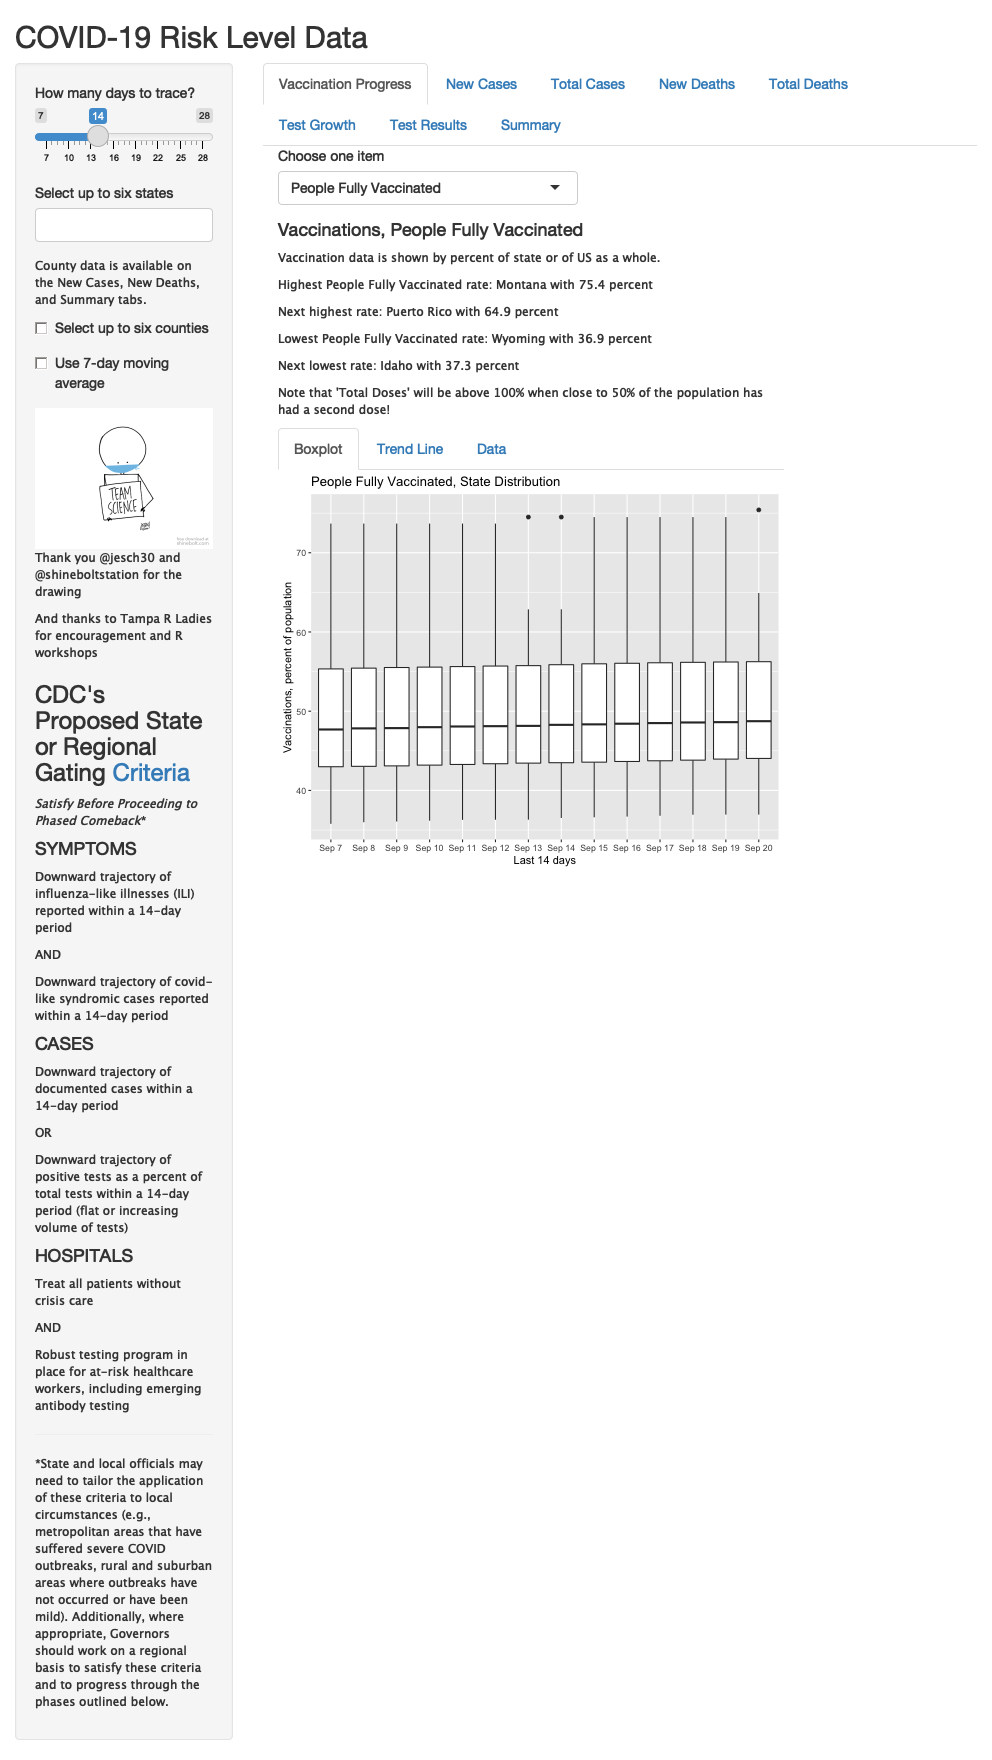 COVID-19 Risk Level Data
How many days to trace?
7 14 28
7 10 13 16 19 22 25 28
Select up to six states
County data is available on
the New Cases, New Deaths,
and Summary tabs.
Select up to six counties
Use 7-day moving
average
TEAM
SCIENCE
Thank you @jesch30 and
@shineboltstation for the
drawing
And thanks to Tampa R Ladies
for encouragement and R
workshops
CDC's
Proposed State
or Regional
Gating Criteria
Satisfy Before Proceeding to
Phased Comeback*
SYMPTOMS
Downward trajectory of
influenza-like illnesses (ILI)
reported within a 14-day
period
AND
Downward trajectory of covid-
like syndromic cases reported
within a 14-day period
CASES
Downward trajectory of
documented cases within a
14-day period
OR
Downward trajectory of
positive tests as a percent of
total tests within a 14-day
period (flat or increasing
volume of tests)
HOSPITALS
Treat all patients without
crisis care
AND
Robust testing program in
place for at-risk healthcare
workers, including emerging
antibody testing
*State and local officials may
need to tailor the application
of these criteria to local
circumstances (e.g.,
metropolitan areas that have
suffered severe COVID
outbreaks, rural and suburban
areas where outbreaks have
not occurred or have been
mild). Additionally, where
appropriate, Governors
should work on a regional
basis to satisfy these criteria
and to progress through the
phases outlined below.
Vaccination Progress New Cases Total Cases New Deaths Total Deaths
Test Growth Test Results Summary
Choose one item
People Fully Vaccinated
Vaccinations, People Fully Vaccinated
Vaccination data is shown by percent of state or of US as a whole.
Highest People Fully Vaccinated rate: Montana with 75.4 percent
Next highest rate: Puerto Rico with 64.9 percent
Lowest People Fully Vaccinated rate: Wyoming with 36.9 percent
Next lowest rate: Idaho with 37.3 percent
Note that 'Total Doses' will be above 100% when close to 50% of the population has
had a second dose!
Boxplot Trend Line Data
People Fully Vaccinated, State Distribution
Vaccinations, percent of population
70
60
50
40
Sep 7 Sep 8 Sep 9 Sep 10 Sep 11 Sep 12 Sep 13 Sep 14 Sep 15 Sep 16 Sep 17 Sep 18 Sep 19 Sep 20
Last 14 days